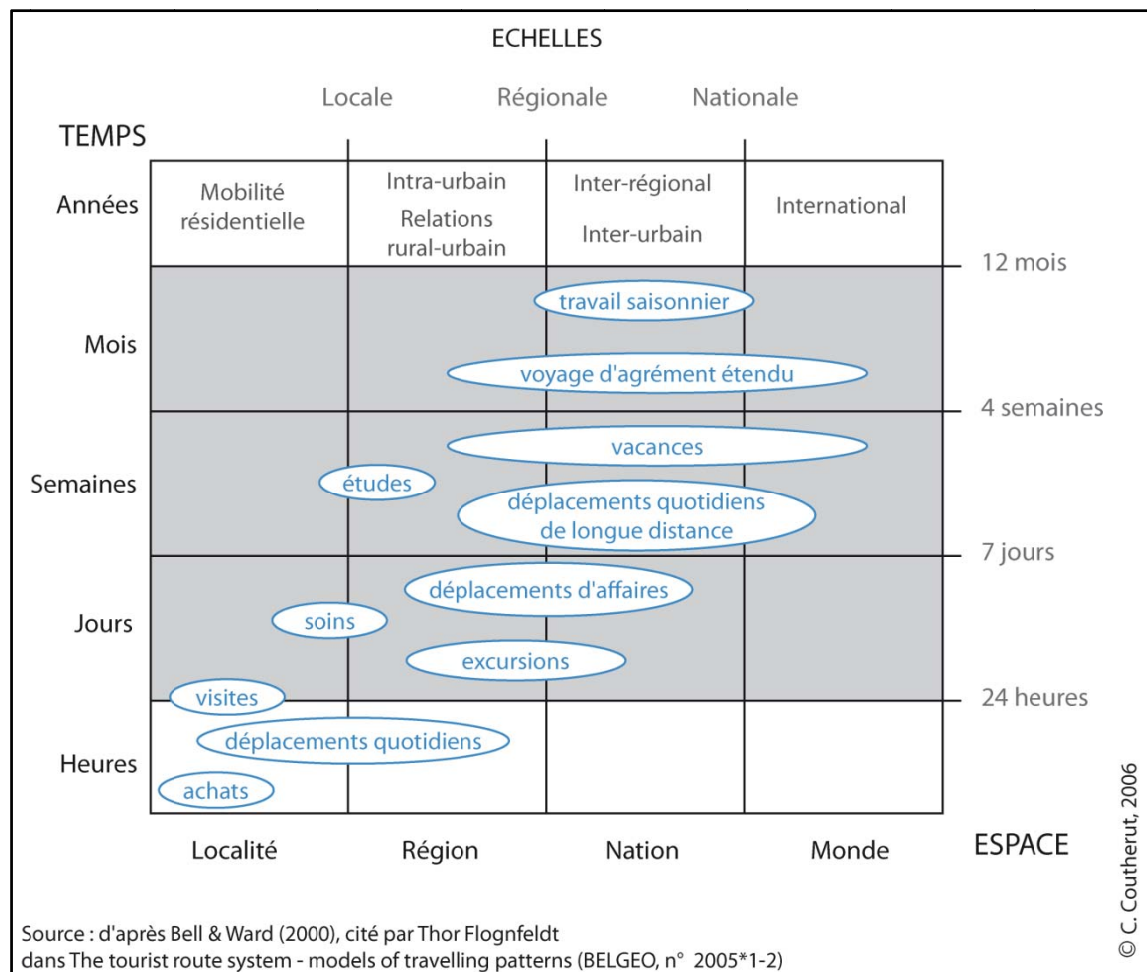 ECHELLES
Locale Régionale Nationale
TEMPS
Années
Mobilité
résidentielle
Intra-urbain
Relations
rural-urbain
Inter-régional
Inter-urbain
International
12 mois
travail saisonnier
Mois
voyage d'agrément étendu
4 semaines
vacances
Semaines
études
déplacements quotidiens
de longue distance
7 jours
déplacements d'affaires
Jours
soins
excursions
visites
24 heures
déplacements quotidiens
Heures
achats
Localité Région Nation Monde
ESPACE
© C. Coutherut, 2006
Source : d'après Bell & Ward (2000), cité par Thor Flognfeldt
dans The tourist route system - models of travelling patterns (BELGEO, n° 2005*1-2)